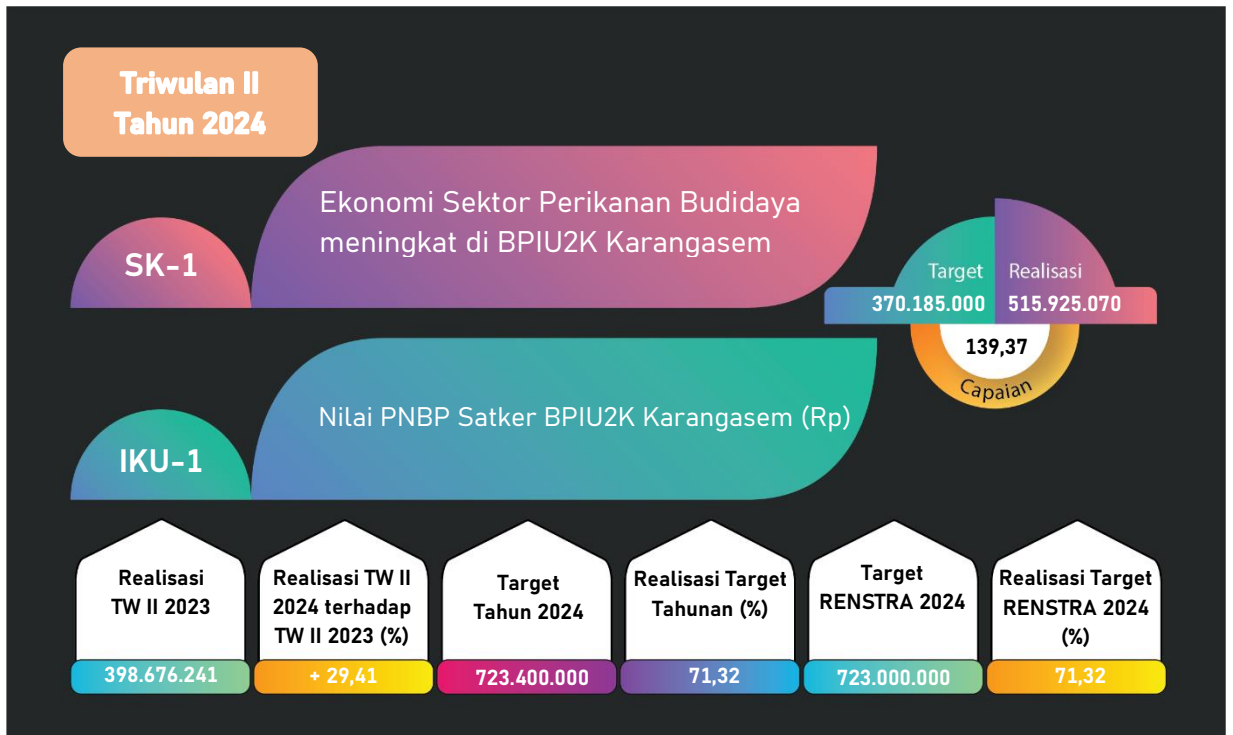 Triwulan II
Tahun 2024
Ekonomi Sektor Perikanan Budidaya
meningkat di BPIU2K Karangasem
SK-1
Target
Realisasi
370.185.000
515.925.070
139,37
Capaian
Nilai PNBP Satker BPIU2K Karangasem (Rp)
IKU-1
Realisasi
TW II 2023
398.676.241
Realisasi TW II
2024 terhadap
TW II 2023 (%)
+ 29,41
Target
Tahun 2024
723.400.000
Realisasi Target
Tahunan (%)
71,32
Target
RENSTRA 2024
723.000.000
Realisasi Target
RENSTRA 2024
(%)
71,32